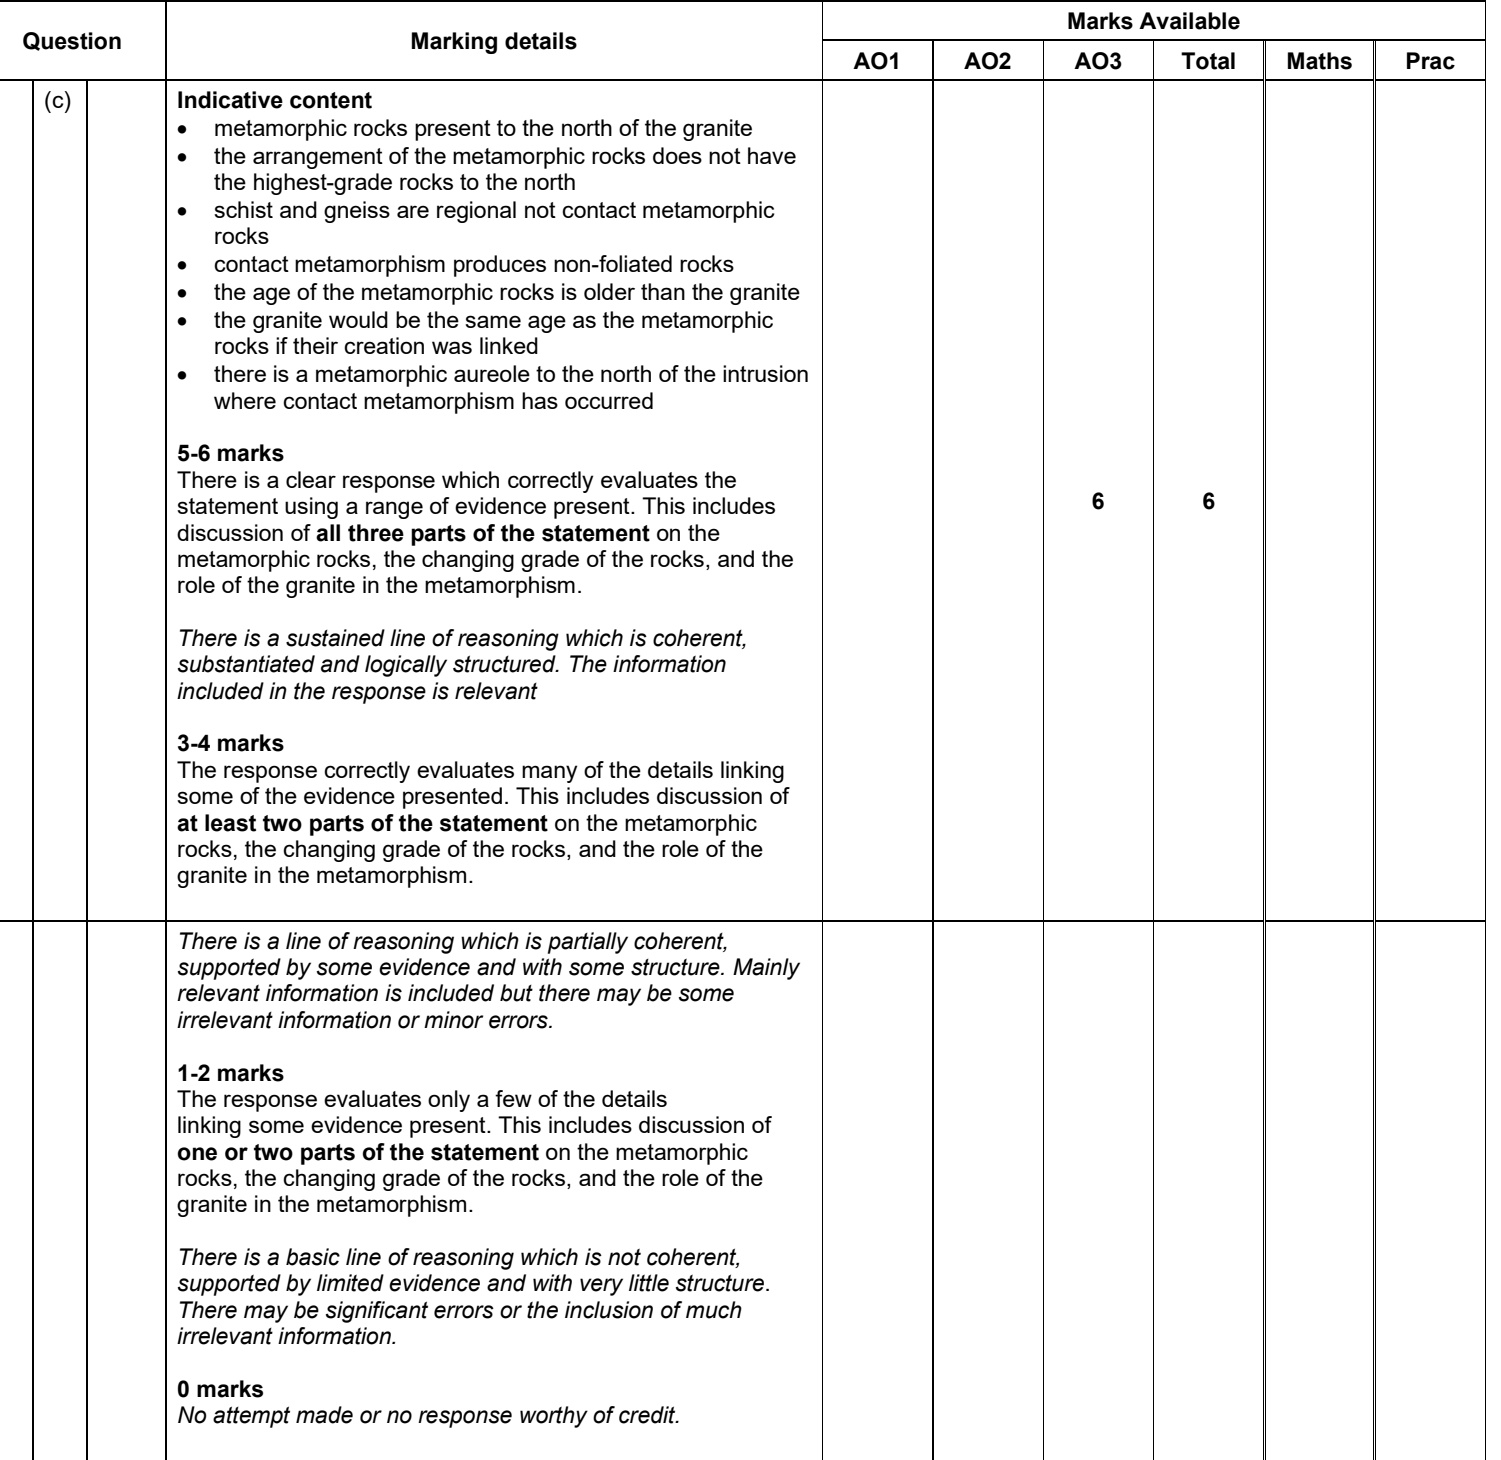 Question
Marking details
Marks Available
AO1 AO2 AO3 Total Maths Prac
(c)
Indicative content
• metamorphic rocks present to the north of the granite
• the arrangement of the metamorphic rocks does not have
the highest-grade rocks to the north
• schist and gneiss are regional not contact metamorphic
rocks
• contact metamorphism produces non-foliated rocks
• the age of the metamorphic rocks is older than the granite
• the granite would be the same age as the metamorphic
rocks if their creation was linked
• there is a metamorphic aureole to the north of the intrusion
where contact metamorphism has occurred
5-6 marks
There is a clear response which correctly evaluates the
statement using a range of evidence present. This includes
discussion of all three parts of the statement on the
metamorphic rocks, the changing grade of the rocks, and the
role of the granite in the metamorphism.
There is a sustained line of reasoning which is coherent,
substantiated and logically structured. The information
included in the response is relevant
3-4 marks
The response correctly evaluates many of the details linking
some of the evidence presented. This includes discussion of
at least two parts of the statement on the metamorphic
rocks, the changing grade of the rocks, and the role of the
granite in the metamorphism.
6 6
There is a line of reasoning which is partially coherent,
supported by some evidence and with some structure. Mainly
relevant information is included but there may be some
irrelevant information or minor errors.
1-2 marks
The response evaluates only a few of the details
linking some evidence present. This includes discussion of
one or two parts of the statement on the metamorphic
rocks, the changing grade of the rocks, and the role of the
granite in the metamorphism.
There is a basic line of reasoning which is not coherent,
supported by limited evidence and with very little structure.
There may be significant errors or the inclusion of much
irrelevant information.
0 marks
No attempt made or no response worthy of credit.